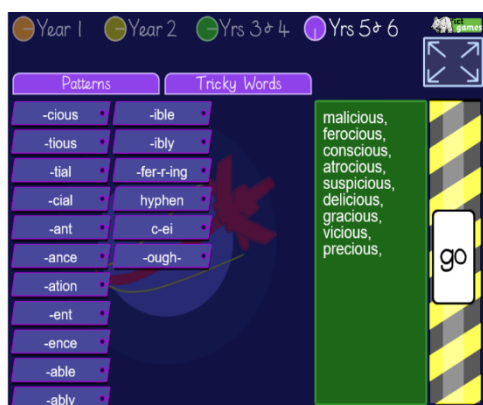 Year 1 Year 2 Yrs 3&4 Yrs 5&6
games
Patterns Tricky Words
-cious -ible
-tious -ibly
-tial -fer-r-ing
-cial hyphen
-ant c-ei
-ance -ough-
-ation
-ent
-ence
-able
-ably
malicious,
ferocious,
conscious,
atrocious,
suspicious,
delicious,
gracious,
vicious,
precious,
go